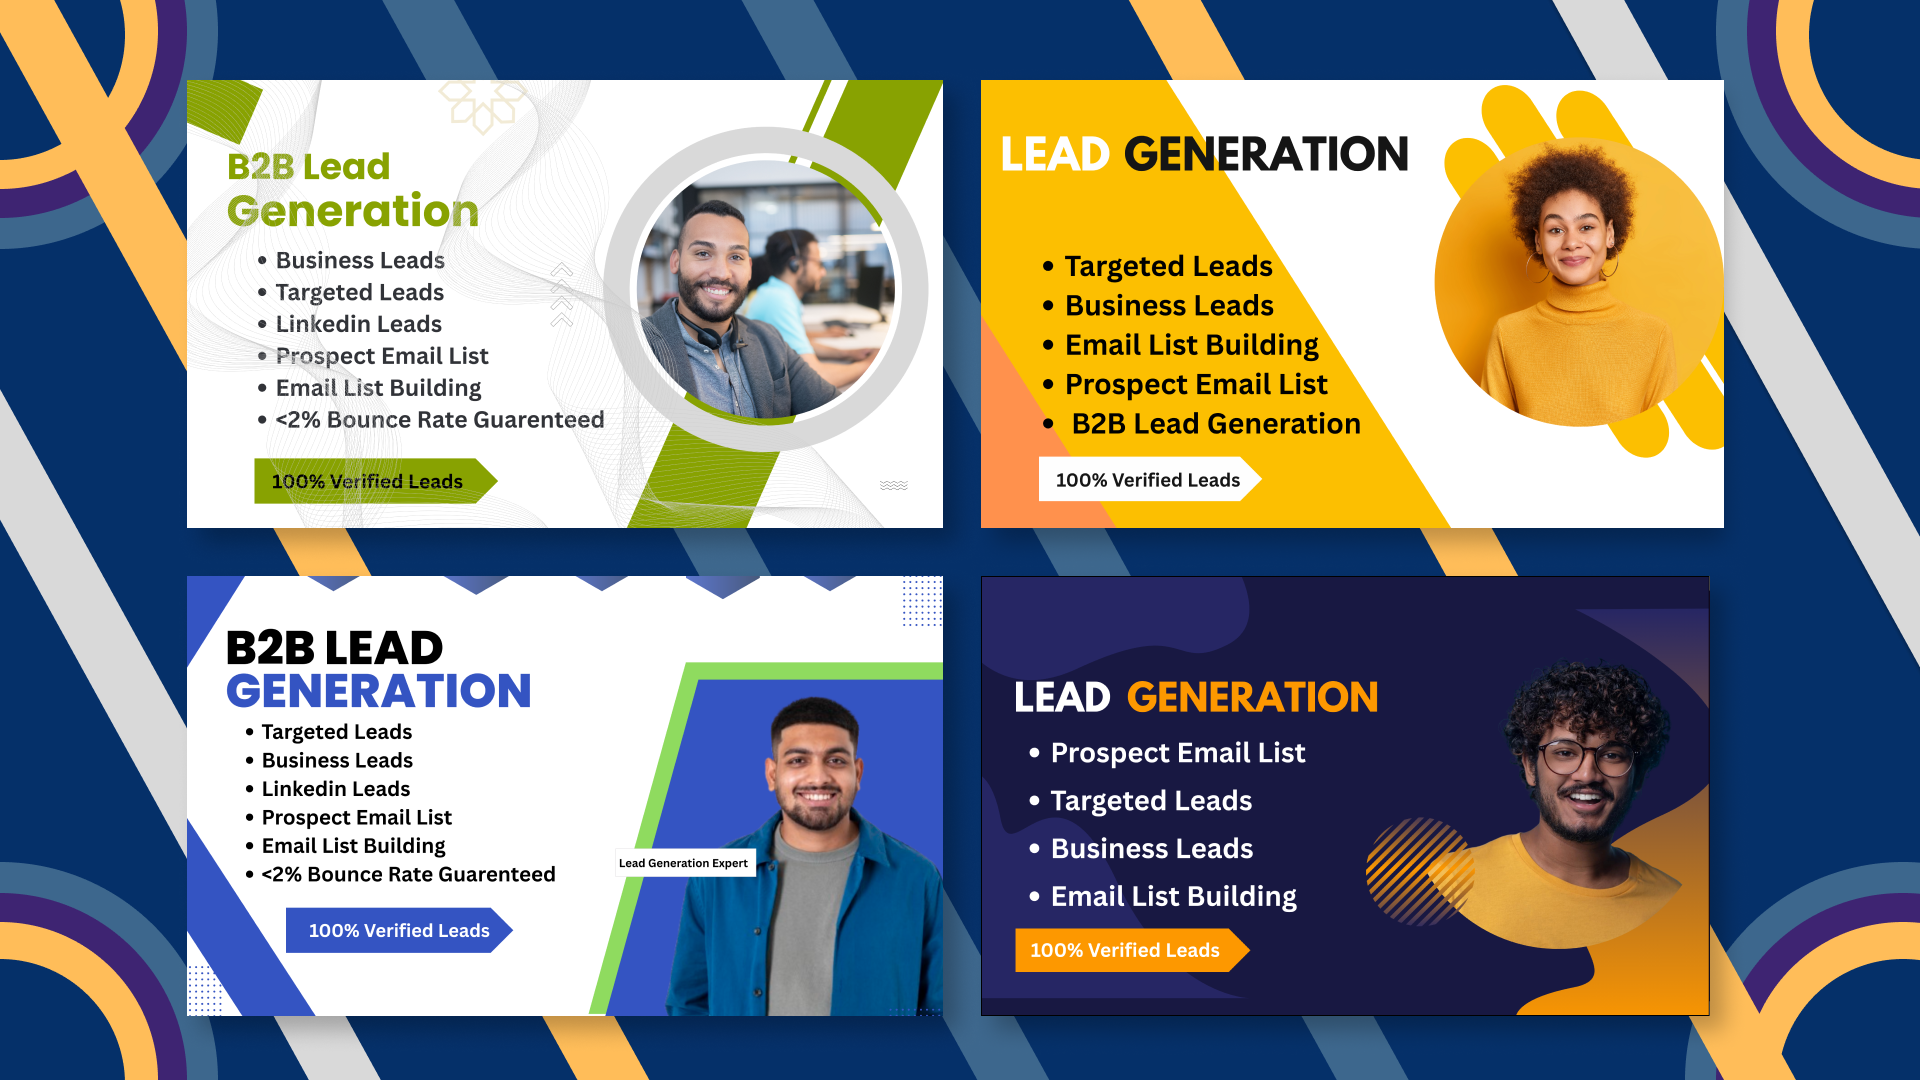 B2B Lead
Generation
• Business Leads
• Targeted Leads
• Linkedin Leads
• Prospect Email List
• Email List Building
• <2% Bounce Rate Guarenteed
100% Verified Leads
LEAD GENERATION
• Targeted Leads
• Business Leads
• Email List Building
• Prospect Email List
• B2B Lead Generation
100% Verified Leads
B2B LEAD
GENERATION
• Targeted Leads
• Business Leads
• Linkedin Leads
• Prospect Email List
• Email List Building
• <2% Bounce Rate Guarenteed
100% Verified Leads
Lead Generation Expert
LEAD GENERATION
• Prospect Email List
• Targeted Leads
• Business Leads
• Email List Building
100% Verified Leads